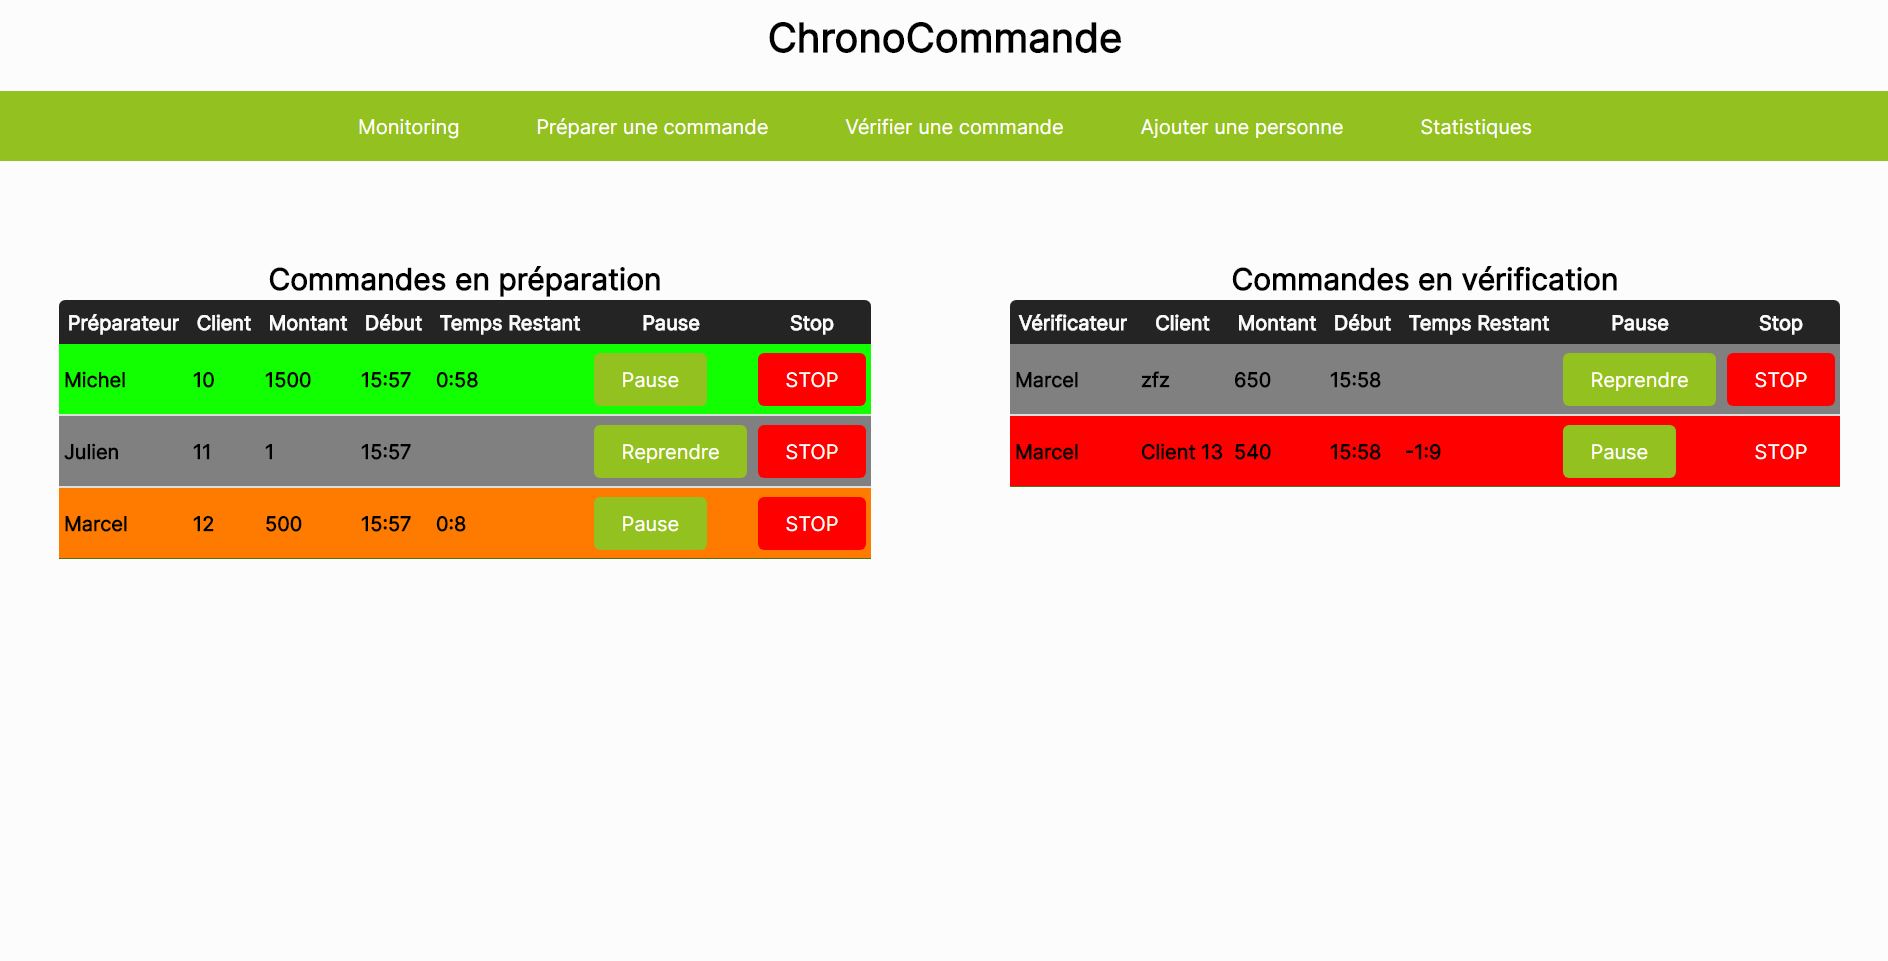 ChronoCommande
Monitoring Préparer une commande Vérifier une commande Ajouter une personne Statistiques
Commandes en préparation
Préparateur Client Montant Début Temps Restant Pause Stop
Michel 10 1500 15:57 0:58 Pause STOP
Julien 11 1 15:57 Reprendre STOP
Marcel 12 500 15:57 0:8 Pause STOP
Commandes en vérification
Vérificateur Client Montant Début Temps Restant Pause Stop
Marcel zfz 650 15:58 Reprendre STOP
Marcel Client 13 540 15:58 -1:9 Pause STOP